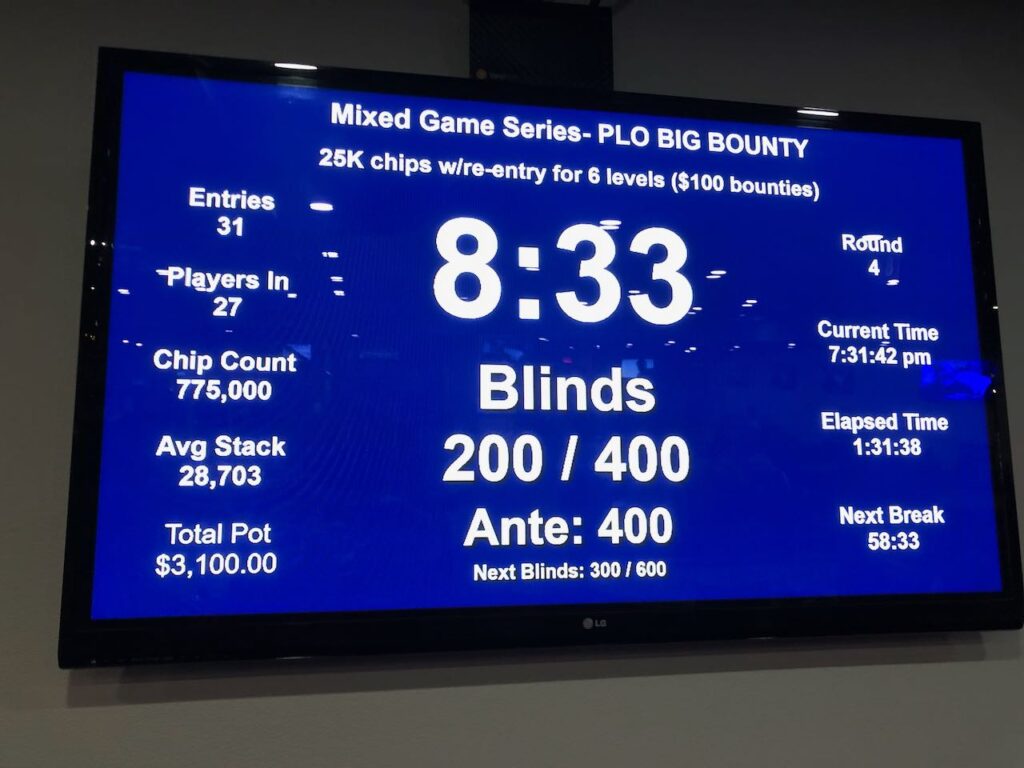 Mixed Game Series- PLO BIG BOUNTY
25K chips w/re-entry for 6 levels ($100 bounties)
Entries
31
Players In
27
Chip Count
775,000
Avg Stack
28,703
Total Pot
$3,100.00
8:33
Blinds
200 / 400
Ante: 400
Next Blinds: 300 / 600
Round
4
Current Time
7:31:42 pm
Elapsed Time
1:31:38
Next Break
58:33
LG